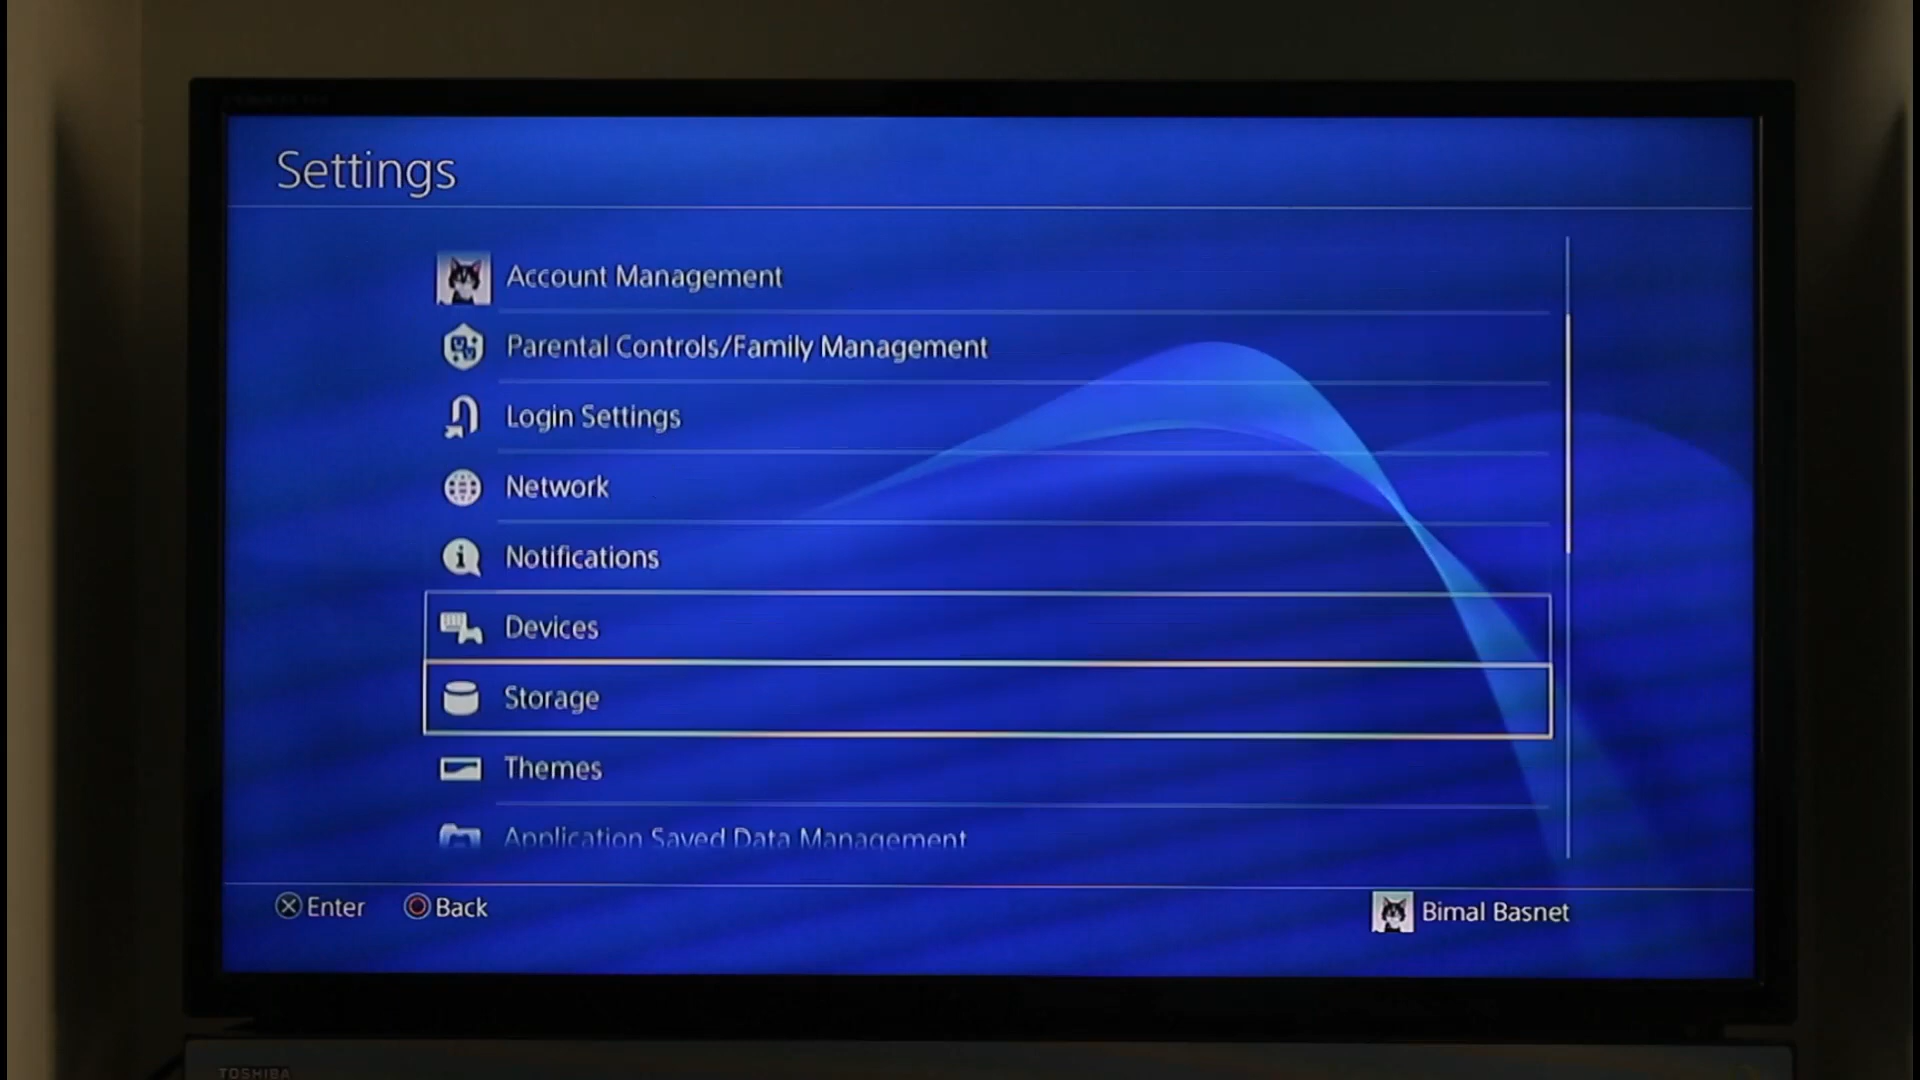 Settings
Account Management
Parental Controls/Family Management
Login Settings
Network
Notifications
Devices
Storage
Themes
Application Saved Data Management
Enter Back
Bimal Basnet
TOSHIBA